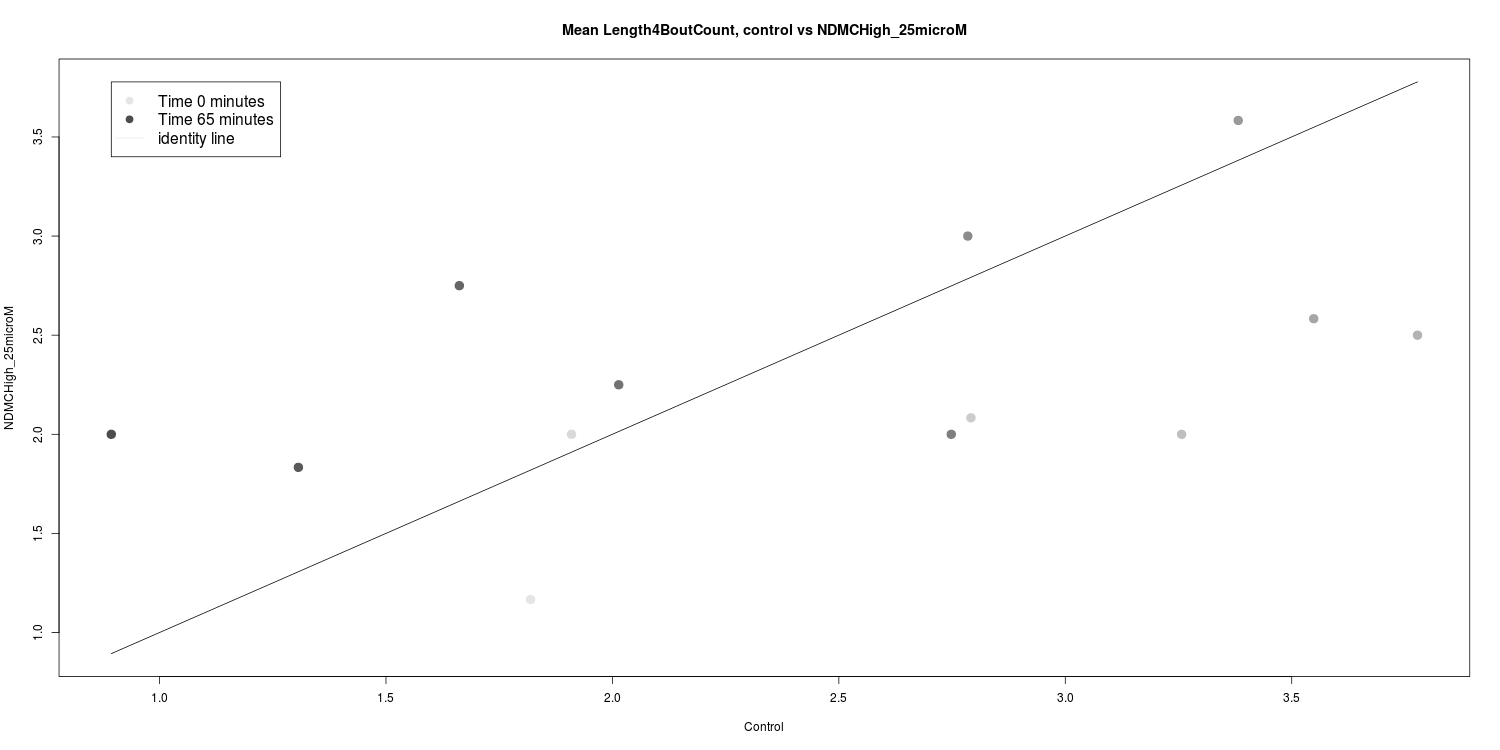 Mean Length4BoutCount, control vs NDMCHigh_25microM
Time 0 minutes
Time 65 minutes
identity line
NDMCHigh_25microM
3.5
3.0
2.5
2.0
1.5
1.0
1.0 1.5 2.0 2.5 3.0 3.5
Control